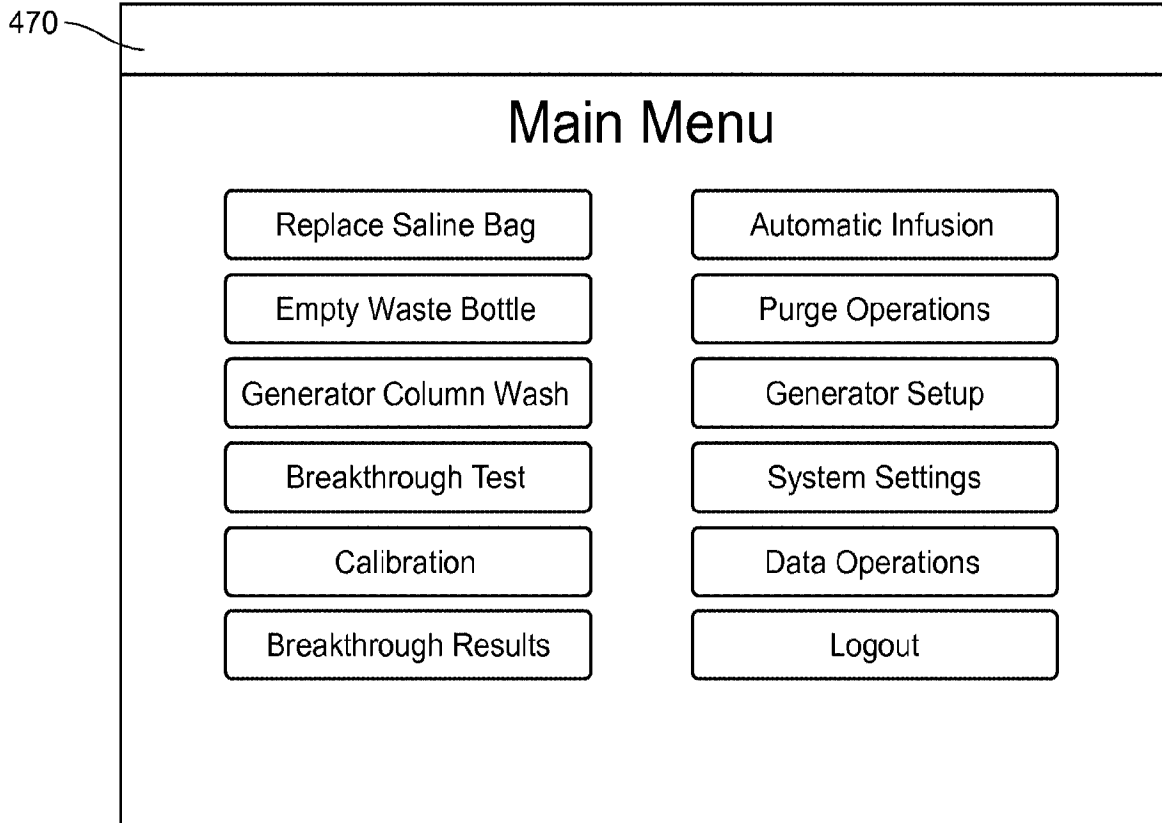 470
Main Menu
Replace Saline Bag
Empty Waste Bottle
Generator Column Wash
Breakthrough Test
Calibration
Breakthrough Results
Automatic Infusion
Purge Operations
Generator Setup
System Settings
Data Operations
Logout